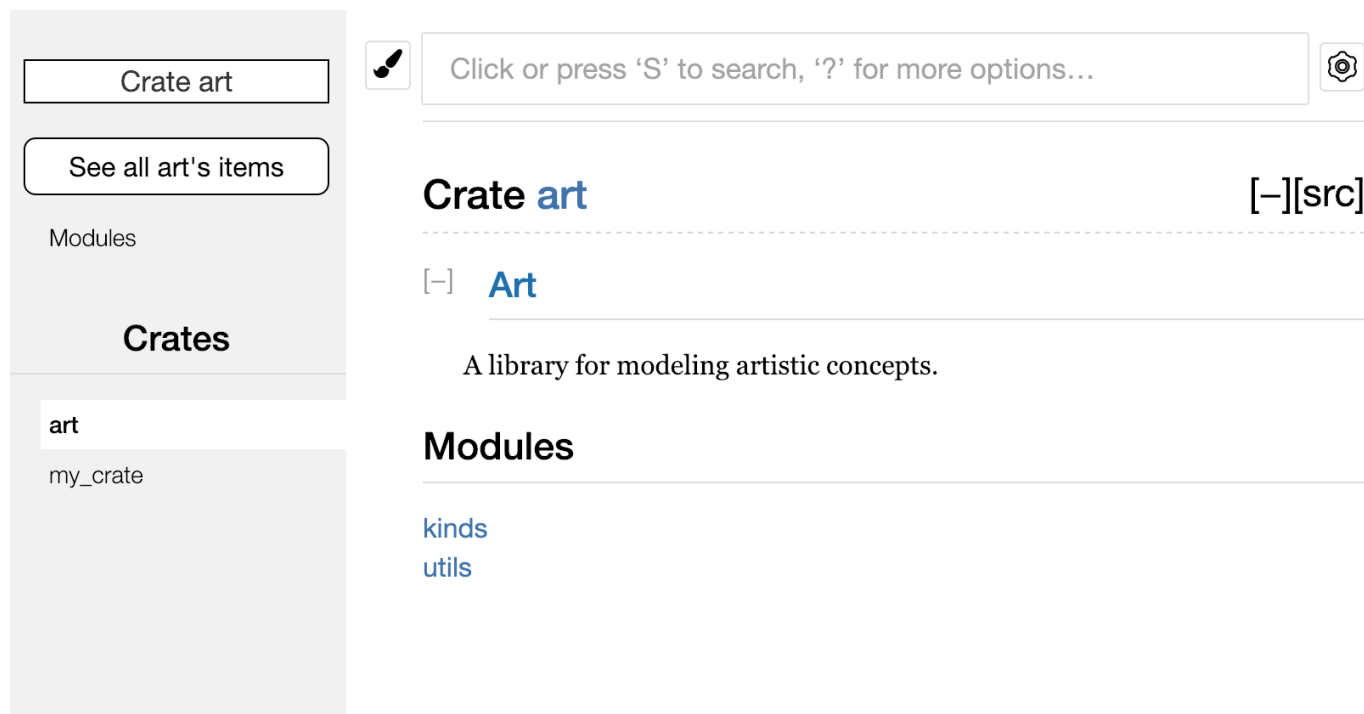 Crate art
See all art's items
Modules
Crates
art
my_crate
Click or press ‘S’ to search, ‘?’ for more options…
Crate art
[−][src]
[−] Art
A library for modeling artistic concepts.
Modules
kinds
utils